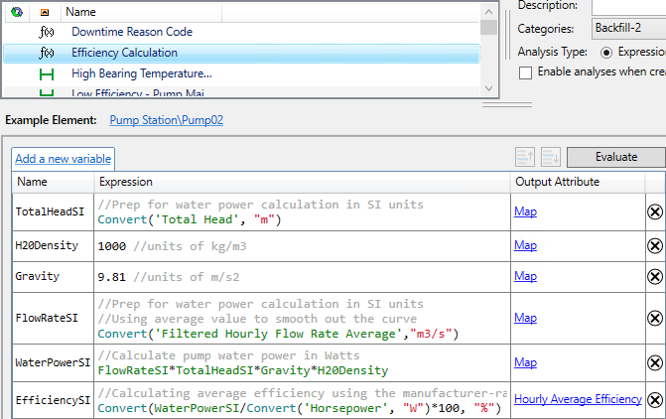 Name
f(x) Downtime Reason Code
f(x) Efficiency Calculation
High Bearing Temperature...
Low Efficiency - Pump Mai
Description:
Categories: Backfill-2
Analysis Type: Expression
Enable analyses when crea
Example Element: Pump Station\Pump02
Add a new variable
Evaluate
Name Expression Output Attribute
TotalHeadSI
//Prep for water power calculation in SI units
Convert('Total Head', "m")
Map
H20Density 1000 //units of kg/m3 Map
Gravity 9.81 //units of m/s2 Map
FlowRateSI
//Prep for water power calculation in SI units
//Using average value to smooth out the curve
Convert('Filtered Hourly Flow Rate Average',"m3/s")
Map
WaterPowerSI
//Calculate pump water power in Watts
FlowRateSI*TotalHeadSI*Gravity*H20Density
Map
EfficiencySI
//Calculating average efficiency using the manufacturer-ra
Convert(WaterPowerSI/Convert('Horsepower', "W")*100, "%")
Hourly Average Efficiency